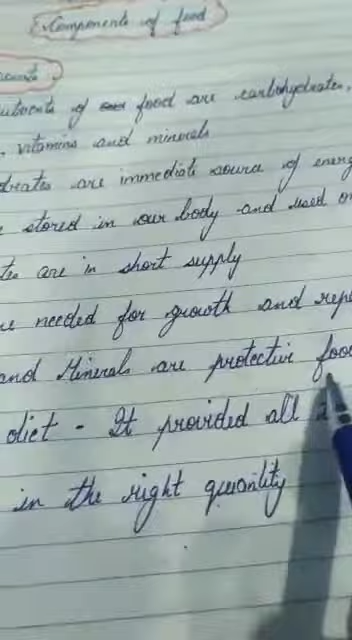 Components of food
utrients of food are carbohydrates,
vitamins and minerals
drates are immediate source of energ
stored in our body and used
are in short supply
needed for growth and rep
and Minerals are protective foo
diet - It provided all
in the right quantity